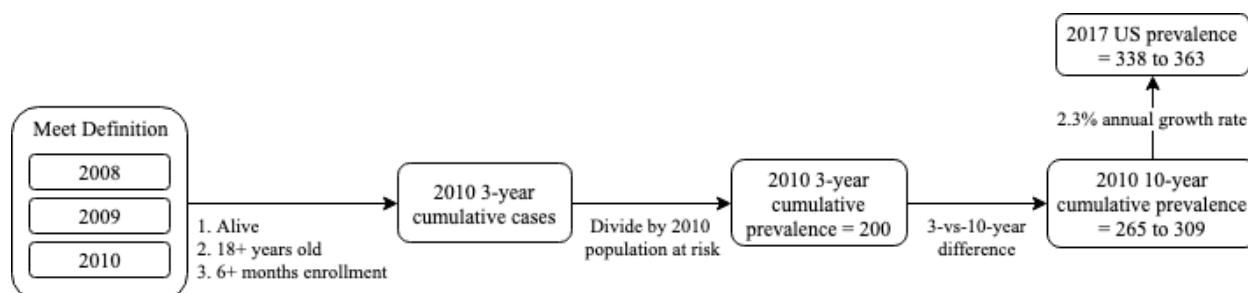 Meet Definition
2008
2009
2010
1. Alive
2. 18+ years old
3. 6+ months enrollment
2010 3-year
cumulative cases
Divide by 2010
population at risk
2010 3-year
cumulative
prevalence = 200
3-vs-10-year
difference
2010 10-year
cumulative prevalence
= 265 to 309
2.3% annual growth rate
2017 US prevalence
= 338 to 363